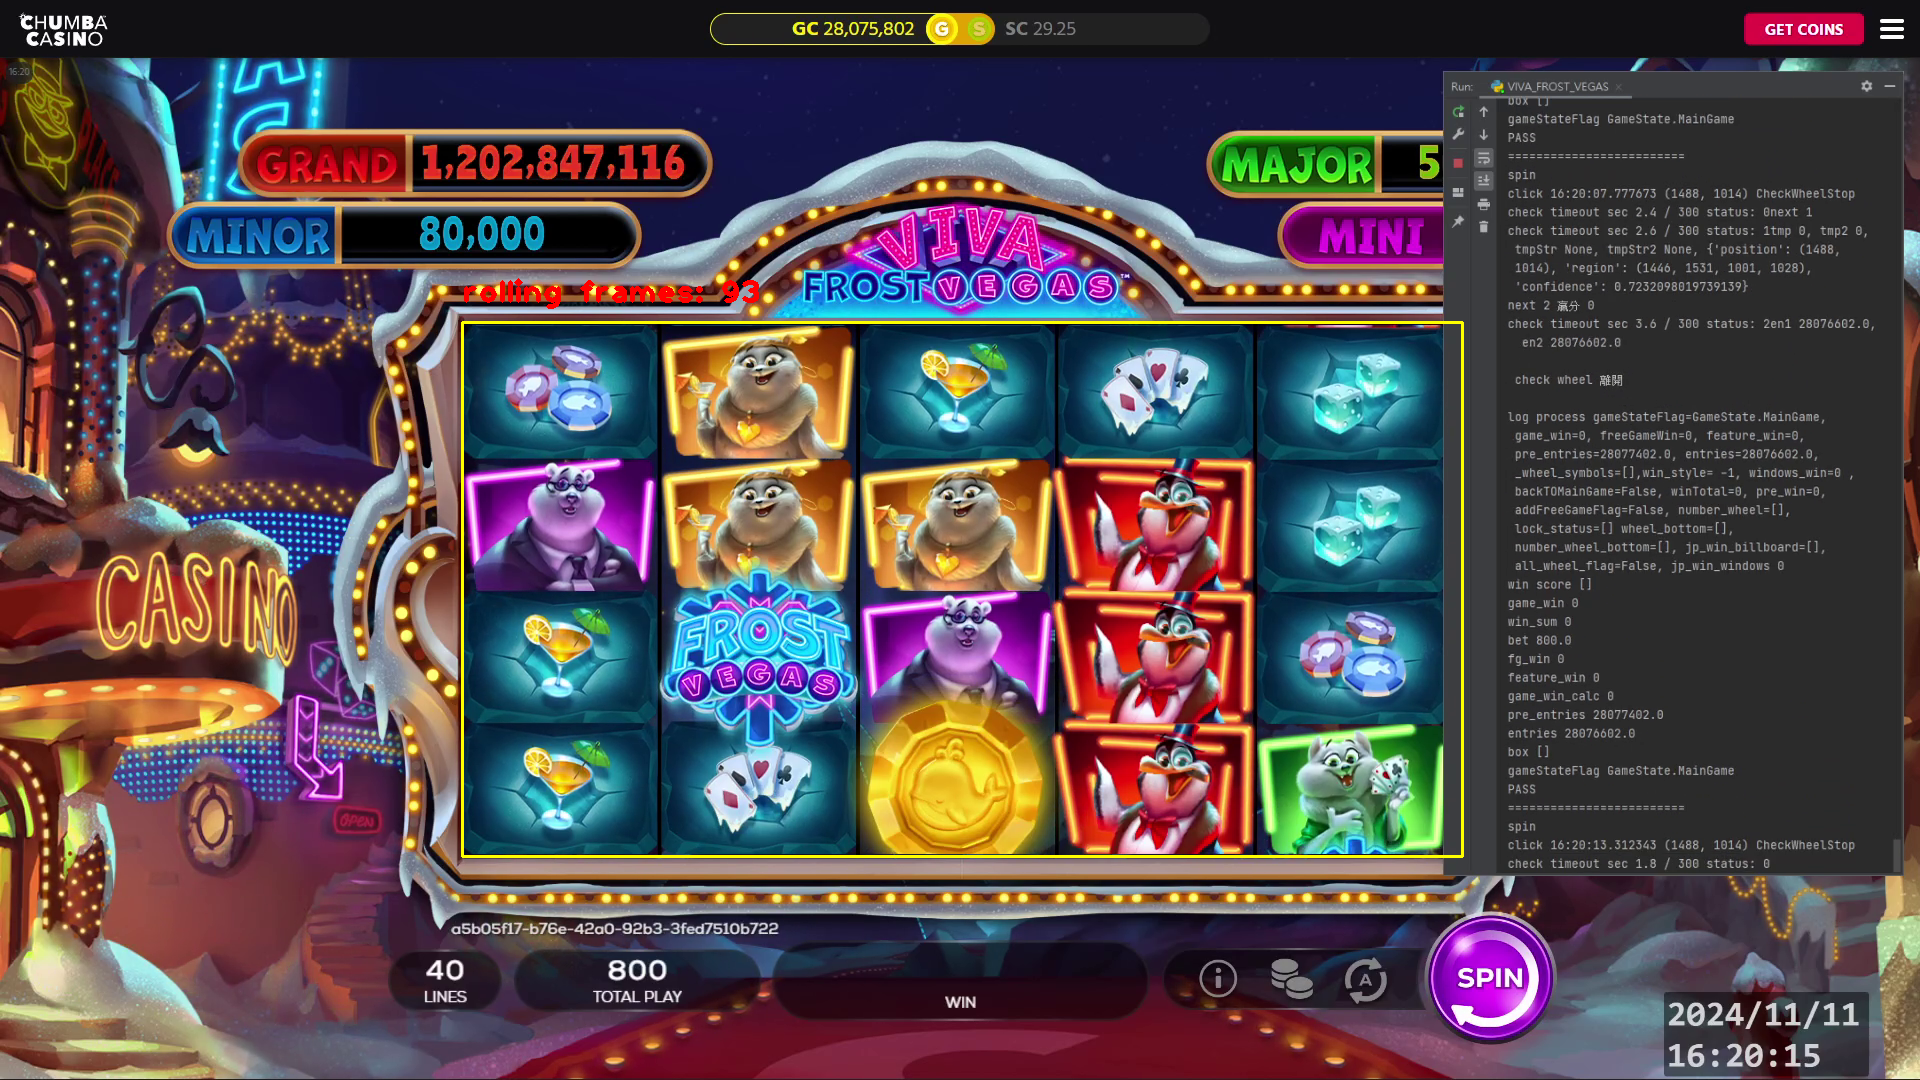 CHUMBA
CASINO
GC 28,075,802
G
S
SC 29.25
GET COINS
16:20
GRAND 1,202,847,116
MAJOR 5
MINOR 80,000
MINI
VIVA
FROST VEGAS™
rolling frames: 93
CASINO
OPEN
FROST
VEGAS
a5b05f17-b76e-42a0-92b3-3fed7510b722
40
LINES
800
TOTAL PLAY
WIN
SPIN
2024/11/11
16:20:15
Run: VIVA_FROST_VEGAS
box []
gameStateFlag GameState.MainGame
PASS
=========================
spin
click 16:20:07.777673 (1488, 1014) CheckWheelStop
check timeout sec 2.4 / 300 status: 0next 1
check timeout sec 2.6 / 300 status: 1tmp 0, tmp2 0,
tmpStr None, tmpStr2 None, {'position': (1488,
1014), 'region': (1446, 1531, 1001, 1028),
'confidence': 0.7232098019739139}
next 2 贏分 0
check timeout sec 3.6 / 300 status: 2en1 28076602.0,
en2 28076602.0
check wheel 離開
log process gameStateFlag=GameState.MainGame,
game_win=0, freeGameWin=0, feature_win=0,
pre_entries=28077402.0, entries=28076602.0,
_wheel_symbols=[],win_style= -1, windows_win=0 ,
backTOMainGame=False, winTotal=0, pre_win=0,
addFreeGameFlag=False, number_wheel=[],
lock_status=[] wheel_bottom=[],
number_wheel_bottom=[], jp_win_billboard=[],
all_wheel_flag=False, jp_win_windows 0
win score []
game_win 0
win_sum 0
bet 800.0
fg_win 0
feature_win 0
game_win_calc 0
pre_entries 28077402.0
entries 28076602.0
box []
gameStateFlag GameState.MainGame
PASS
=========================
spin
click 16:20:13.312343 (1488, 1014) CheckWheelStop
check timeout sec 1.8 / 300 status: 0